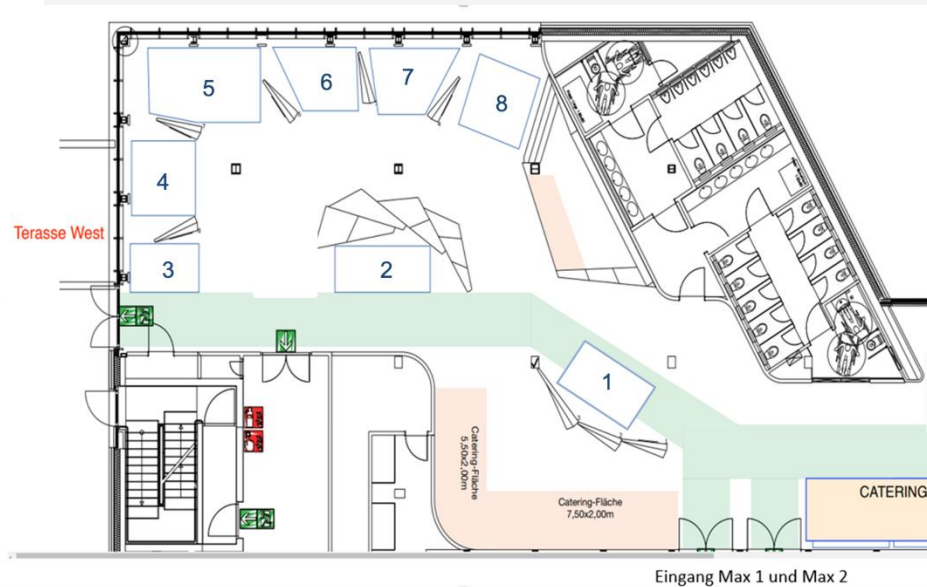 5
6
7
8
4
Terasse West
3
2
1
Catering-Fläche
5,50x2,00m
Catering-Fläche
7,50x2,00m
CATERING
Eingang Max 1 und Max 2